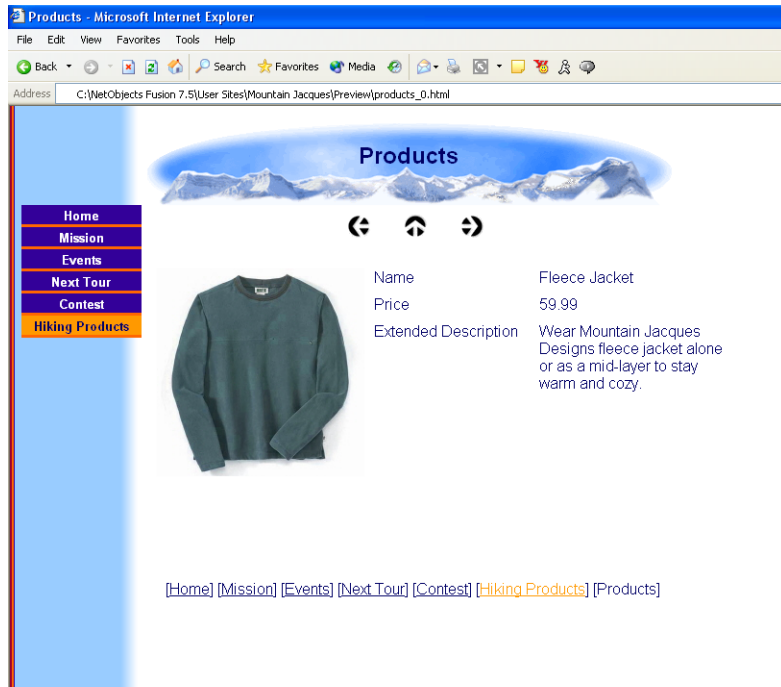 Products - Microsoft Internet Explorer
File Edit View Favorites Tools Help
Back Search Favorites Media
Address C:\NetObjects Fusion 7.5\User Sites\Mountain Jacques\Preview\products_0.html
Products
Home
Mission
Events
Next Tour
Contest
Hiking Products
Name Fleece Jacket
Price 59.99
Extended Description Wear Mountain Jacques
Designs fleece jacket alone
or as a mid-layer to stay
warm and cozy.
[Home] [Mission] [Events] [Next Tour] [Contest] [Hiking Products] [Products]